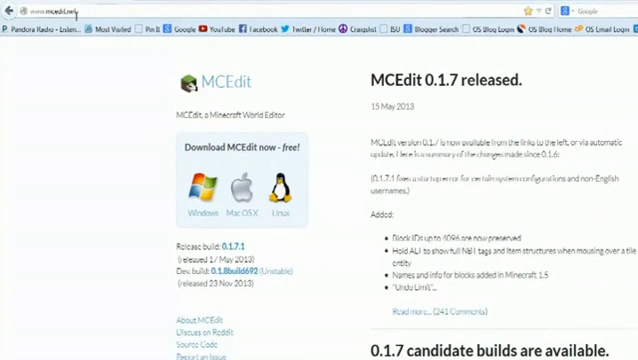 www.mcedit.net
Google
Pandora Radio - Listen... Most Visited Pin It Google YouTube Facebook Twitter / Home Craigslist ISU Blogger Search OS Blog Login OS Email Login
MCEdit
MCEdit, a Minecraft World Editor
Download MCEdit now - free!
Windows Mac OS X Linux
Release build: 0.1.7.1
(released 17 May 2013)
Dev build: 0.1.8build692 (Unstable)
(released 23 Nov 2013)
About MCEdit
Discuss on Reddit
Source Code
Report an Issue
MCEdit 0.1.7 released.
15 May 2013
MCEdit version 0.1.7 is now available from the links to the left, or via automatic
update. Here is a summary of the changes made since 0.1.6:
(0.1.7.1 fixes a startup error for certain system configurations and non-English
usernames.)
Added:
• Block IDs up to 4096 are now preserved
• Hold ALT to show full NBT tags and item structures when mousing over a tile
entity
• Names and info for blocks added in Minecraft 1.5
• "Undo Limit"...
Read more... (241 Comments)
0.1.7 candidate builds are available.